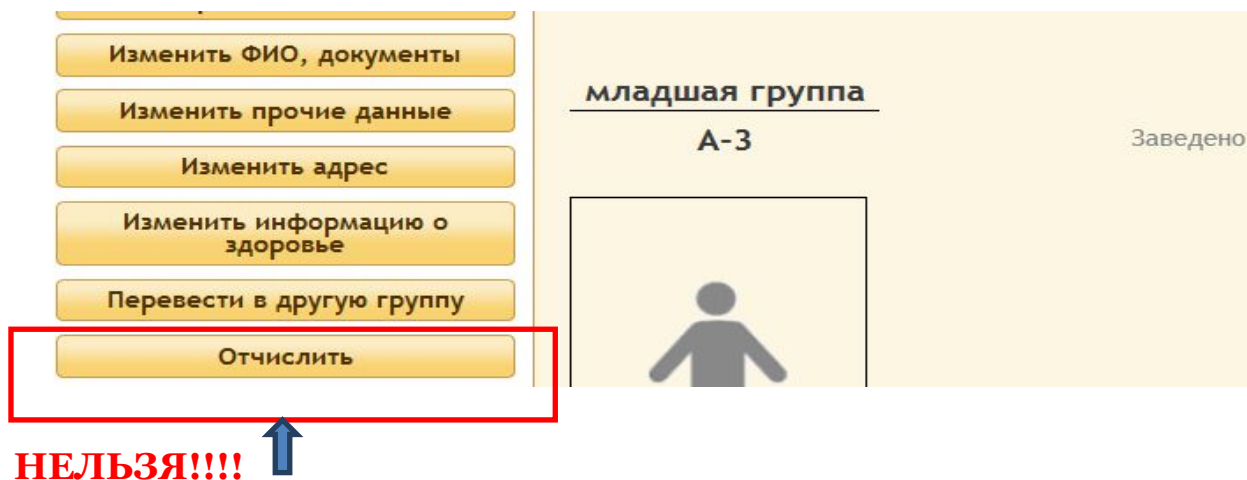 Изменить ФИО, документы
Изменить прочие данные
Изменить адрес
Изменить информацию о
здоровье
Перевести в другую группу
Отчислить
младшая группа
А-3
Заведено
НЕЛЬЗЯ!!!!